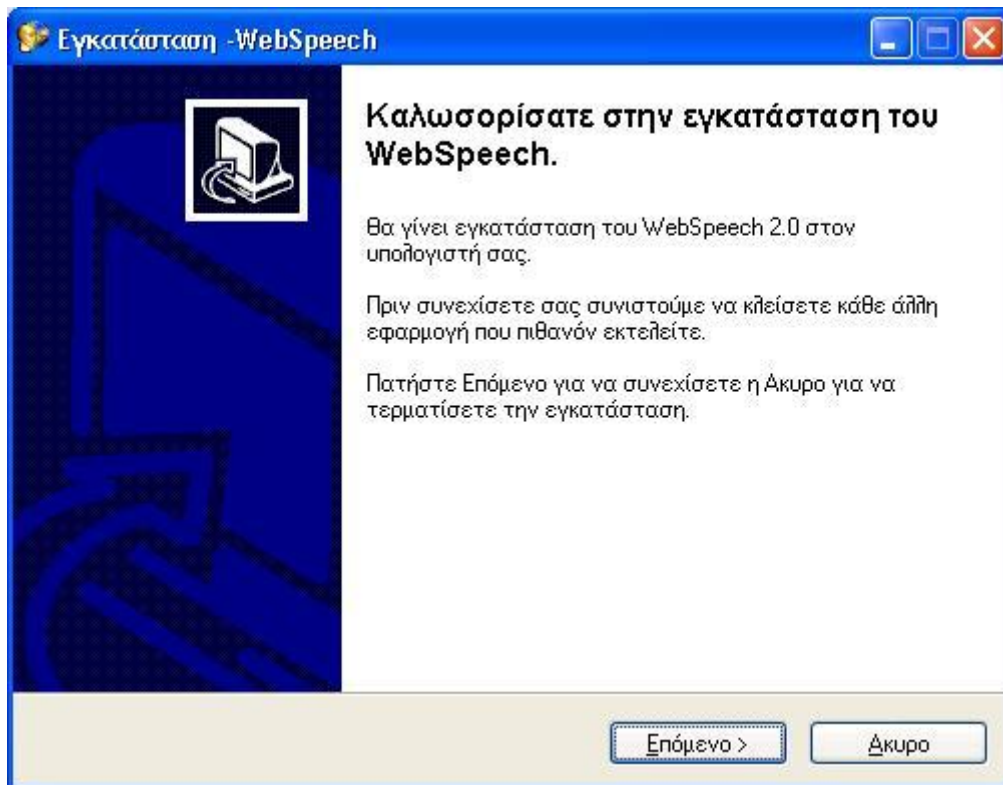 Εγκατάσταση -WebSpeech
Καλωσορίσατε στην εγκατάσταση του
WebSpeech.
Θα γίνει εγκατάσταση του WebSpeech 2.0 στον
υπολογιστή σας.
Πριν συνεχίσετε σας συνιστούμε να κλείσετε κάθε άλλη
εφαρμογή που πιθανόν εκτελείτε.
Πατήστε Επόμενο για να συνεχίσετε η Ακυρο για να
τερματίσετε την εγκατάσταση.
Επόμενο >
Ακυρο